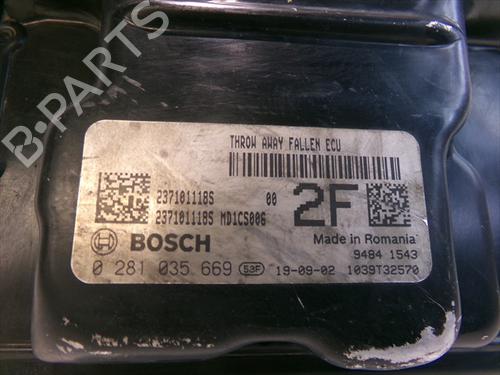 B-PARTS
THROW AWAY FALLEN ECU
237101118S 00
237101118S MD1CS006
2F
BOSCH
Made in Romania
9484 1543
0 281 035 669 53F 19-09-02 1039T32570